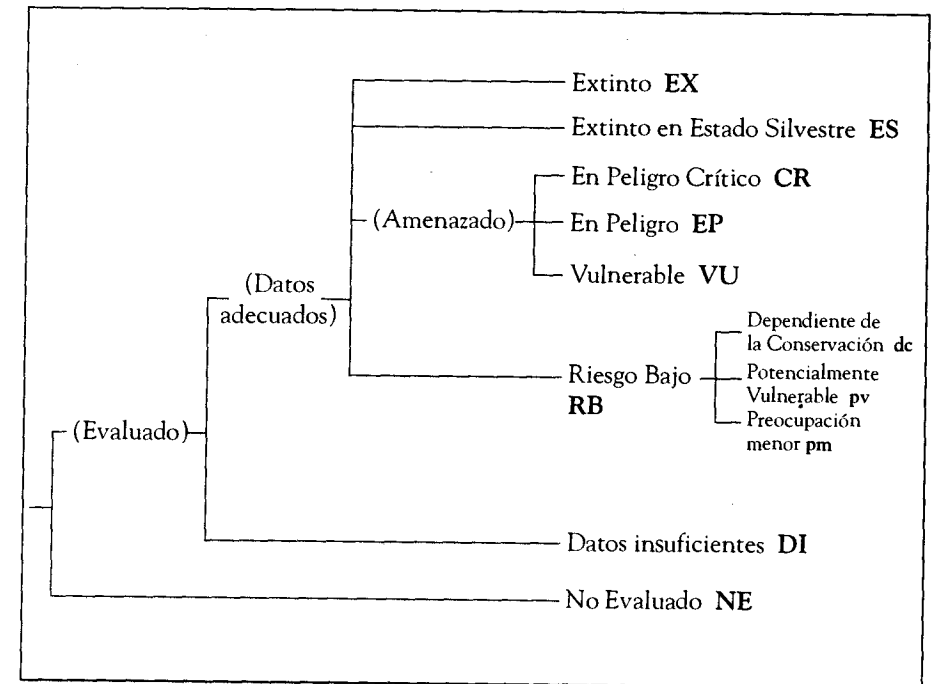 Extinto EX
Extinto en Estado Silvestre ES
En Peligro Crítico CR
(Amenazado)
En Peligro EP
Vulnerable VU
(Datos
adecuados)
Dependiente de
la Conservación dc
Riesgo Bajo
RB
Potencialmente
Vulnerable pv
Preocupación
menor pm
(Evaluado)
Datos insuficientes DI
No Evaluado NE